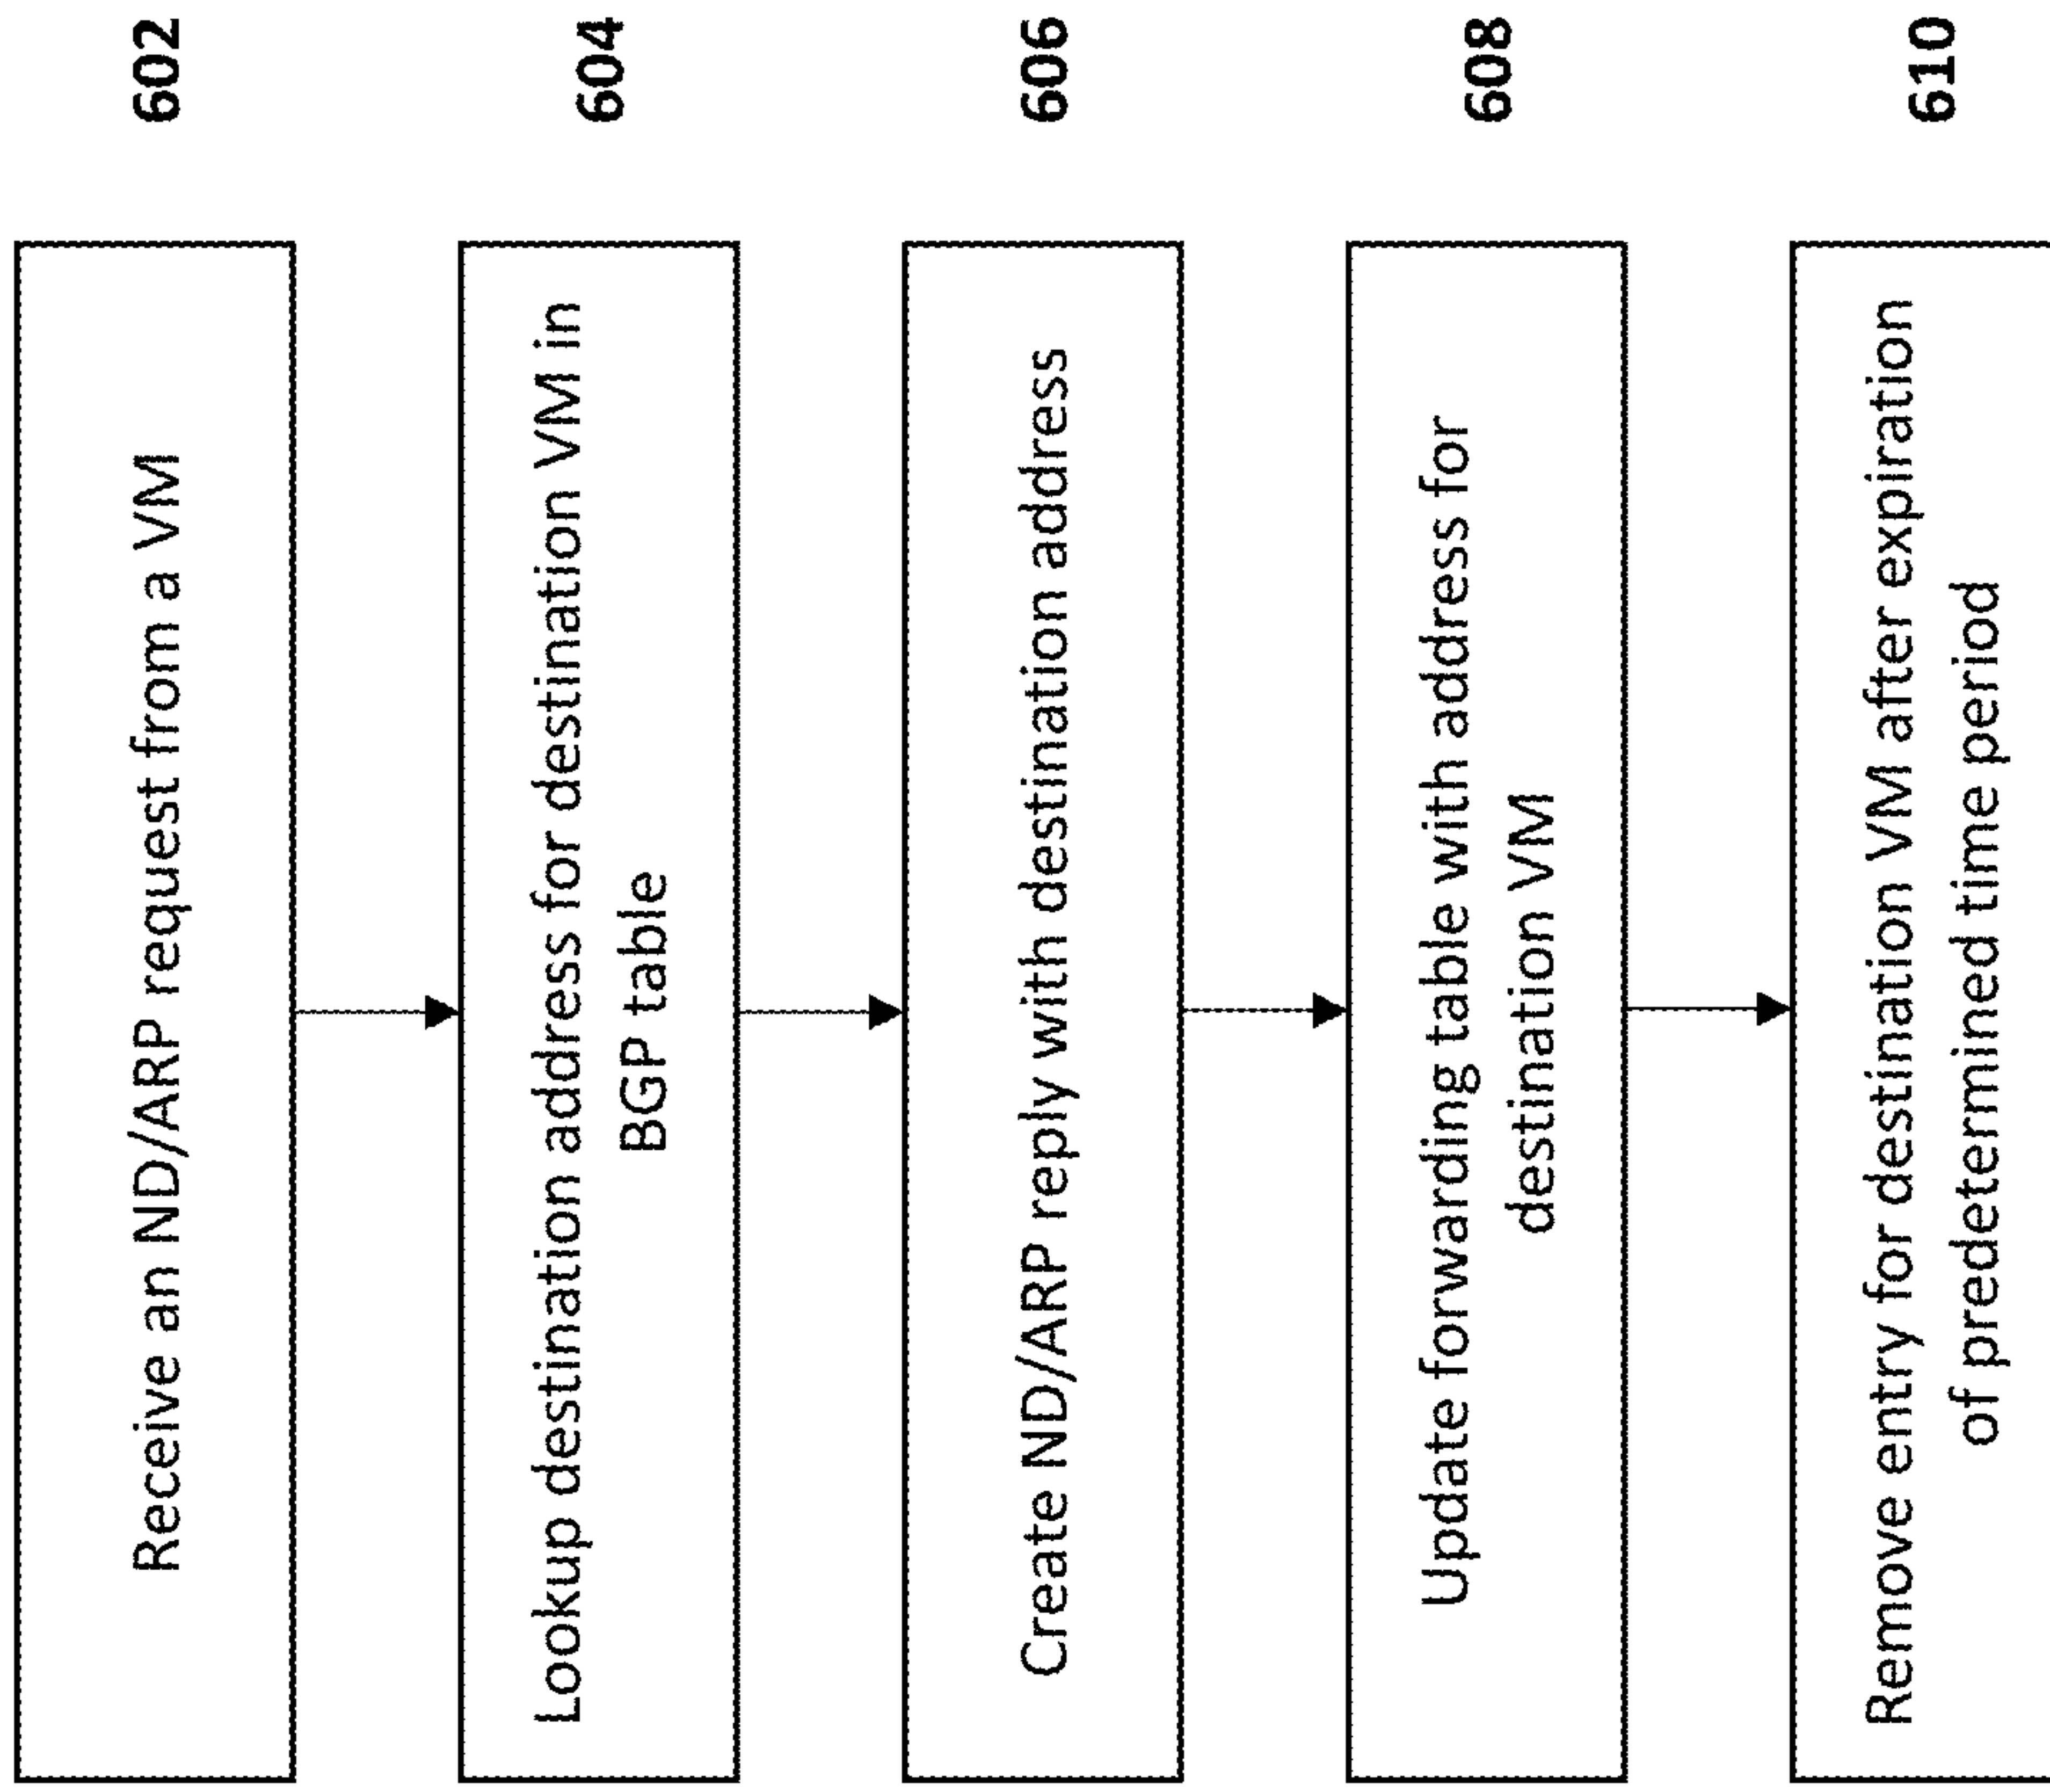 Receive an ND/ARP request from a VM
602
Lookup destination address for destination VM in
BGP table
604
Create ND/ARP reply with destination address
606
Update forwarding table with address for
destination VM
608
Remove entry for destination VM after expiration
of predetermined time period
610